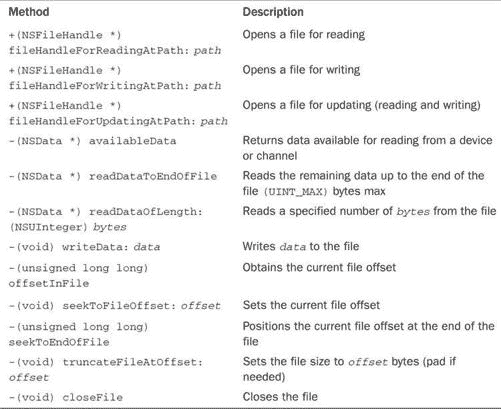 Method Description
+(NSFileHandle *) Opens a file for reading
fileHandleForReadingAtPath: path
+(NSFileHandle *) Opens a file for writing
fileHandleForWritingAtPath: path
+(NSFileHandle *) Opens a file for updating (reading and writing)
fileHandleForUpdatingAtPath: path
-(NSData *) availableData Returns data available for reading from a device
or channel
-(NSData *) readDataToEndOfFile Reads the remaining data up to the end of the
file (UINT_MAX) bytes max
-(NSData *) readDataOfLength: Reads a specified number of bytes from the file
(NSUInteger) bytes
-(void) writeData: data Writes data to the file
-(unsigned long long) Obtains the current file offset
offsetInFile
-(void) seekToFileOffset: offset Sets the current file offset
-(unsigned long long) Positions the current file offset at the end of the
seekToEndOfFile file
-(void) truncateFileAtOffset: Sets the file size to offset bytes (pad if
offset needed)
-(void) closeFile Closes the file